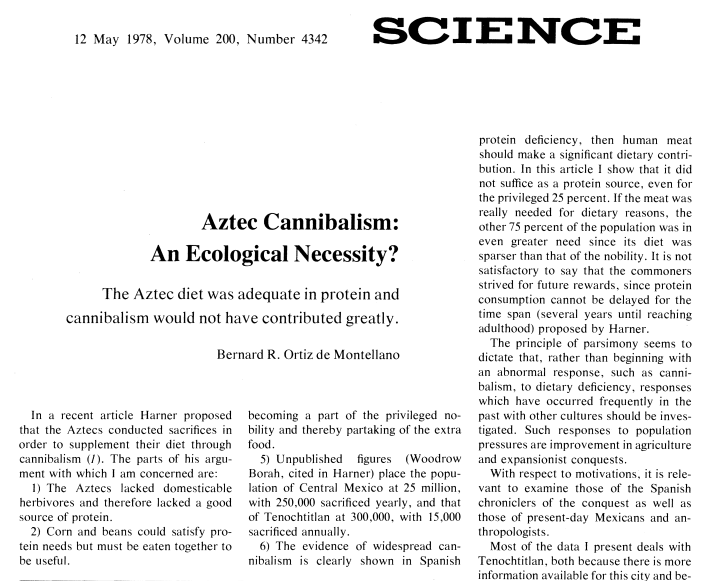 12 May 1978, Volume 200, Number 4342
SCIENCE
Aztec Cannibalism:
An Ecological Necessity?
The Aztec diet was adequate in protein and
cannibalism would not have contributed greatly.
Bernard R. Ortiz de Montellano
In a recent article Harner proposed
that the Aztecs conducted sacrifices in
order to supplement their diet through
cannibalism (1). The parts of his argu-
ment with which I am concerned are:
1) The Aztecs lacked domesticable
herbivores and therefore lacked a good
source of protein.
2) Corn and beans could satisfy pro-
tein needs but must be eaten together to
be useful.
becoming a part of the privileged no-
bility and thereby partaking of the extra
food.
5) Unpublished figures (Woodrow
Borah, cited in Harner) place the popu-
lation of Central Mexico at 25 million,
with 250,000 sacrificed yearly, and that
of Tenochtitlan at 300,000, with 15,000
sacrificed annually.
6) The evidence of widespread can-
nibalism is clearly shown in Spanish
protein deficiency, then human meat
should make a significant dietary contri-
bution. In this article I show that it did
not suffice as a protein source, even for
the privileged 25 percent. If the meat was
really needed for dietary reasons, the
other 75 percent of the population was in
even greater need since its diet was
sparser than that of the nobility. It is not
satisfactory to say that the commoners
strived for future rewards, since protein
consumption cannot be delayed for the
time span (several years until reaching
adulthood) proposed by Harner.
The principle of parsimony seems to
dictate that, rather than beginning with
an abnormal response, such as canni-
balism, to dietary deficiency, responses
which have occurred frequently in the
past with other cultures should be inves-
tigated. Such responses to population
pressures are improvement in agriculture
and expansionist conquests.
With respect to motivations, it is rele-
vant to examine those of the Spanish
chroniclers of the conquest as well as
those of present-day Mexicans and an-
thropologists.
Most of the data I present deals with
Tenochtitlan, both because there is more
information available for this city and be-